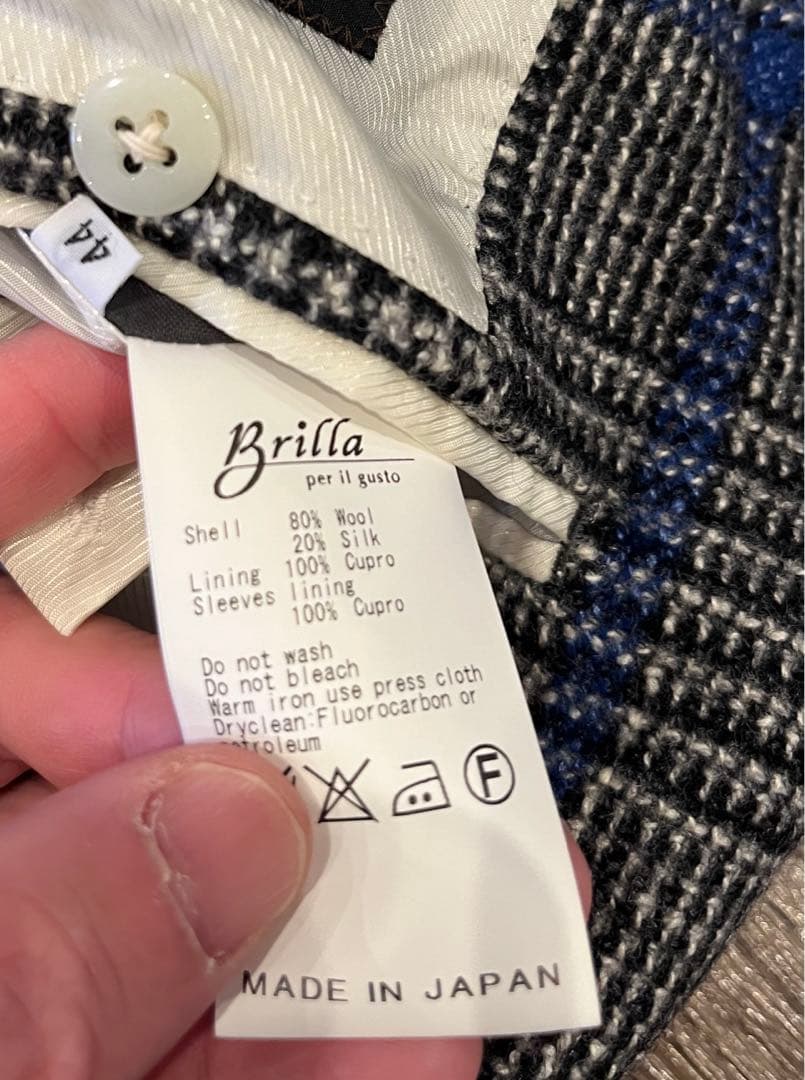 44
Brilla
per il gusto
Shell 80% Wool
20% Silk
Lining 100% Cupro
Sleeves lining
100% Cupro
Do not wash
Do not bleach
Warm iron use press cloth
Dryclean:Fluorocarbon or
petroleum
F
MADE IN JAPAN